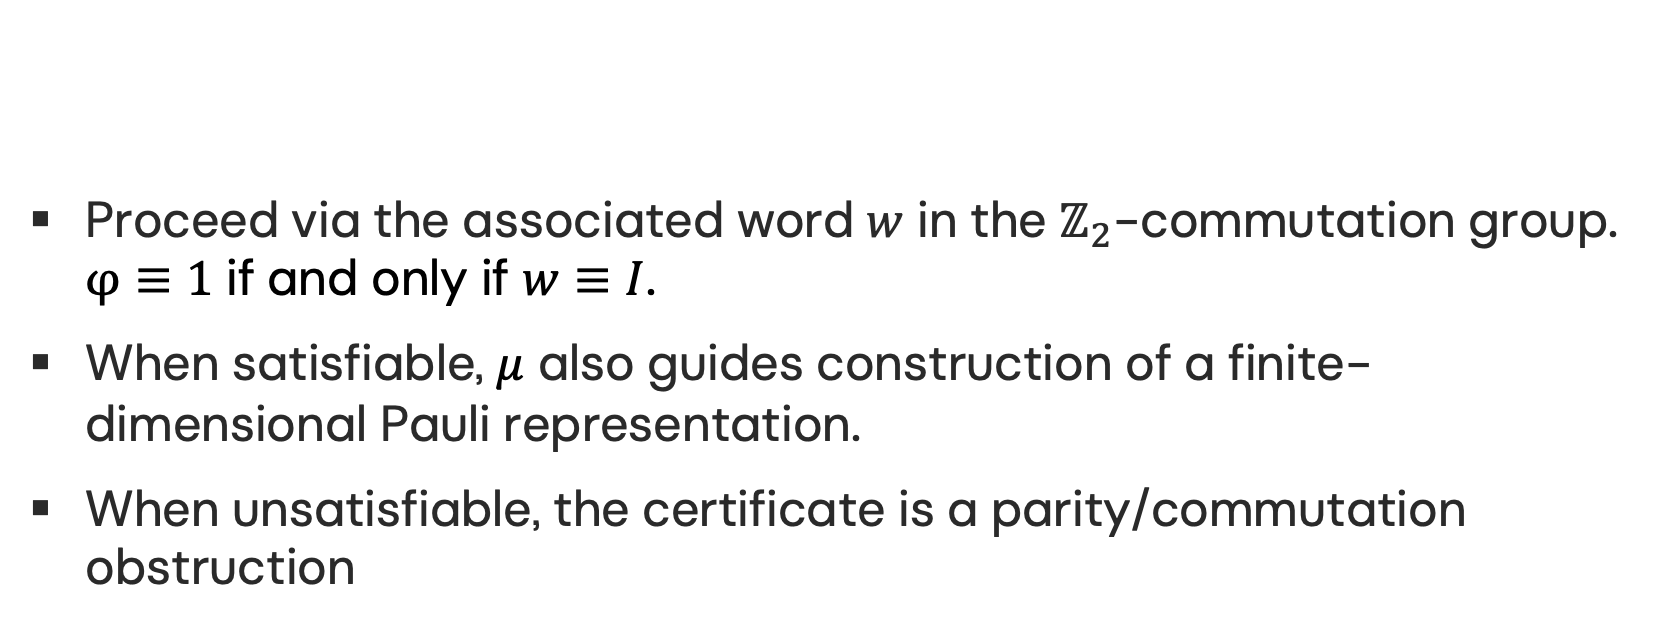 ▪ Proceed via the associated word w in the ℤ₂-commutation group.
φ ≡ 1 if and only if w ≡ I.
▪ When satisfiable, μ also guides construction of a finite-
dimensional Pauli representation.
▪ When unsatisfiable, the certificate is a parity/commutation
obstruction